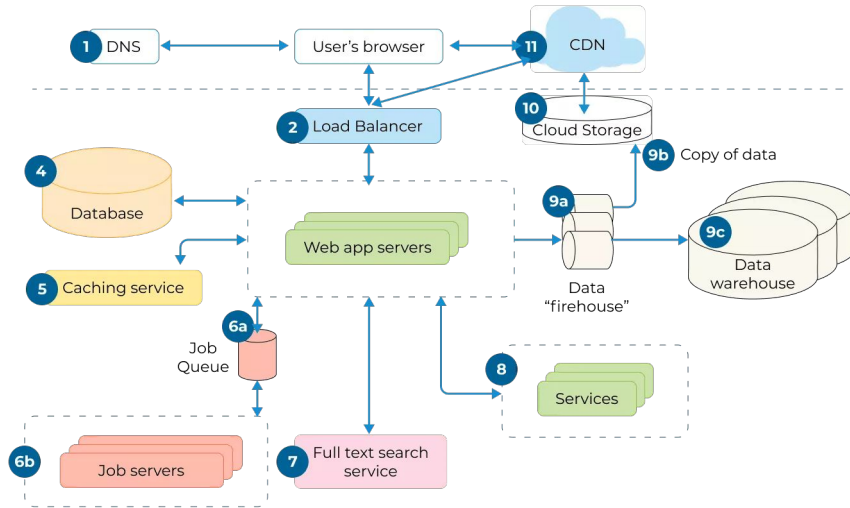 1
DNS
User's browser
11
CDN
2
Load Balancer
10
Cloud Storage
9b
Copy of data
4
Database
9a
Web app servers
9c
Data
warehouse
Data
“firehouse”
5
Caching service
6a
Job
Queue
8
Services
6b
Job servers
7
Full text search
service